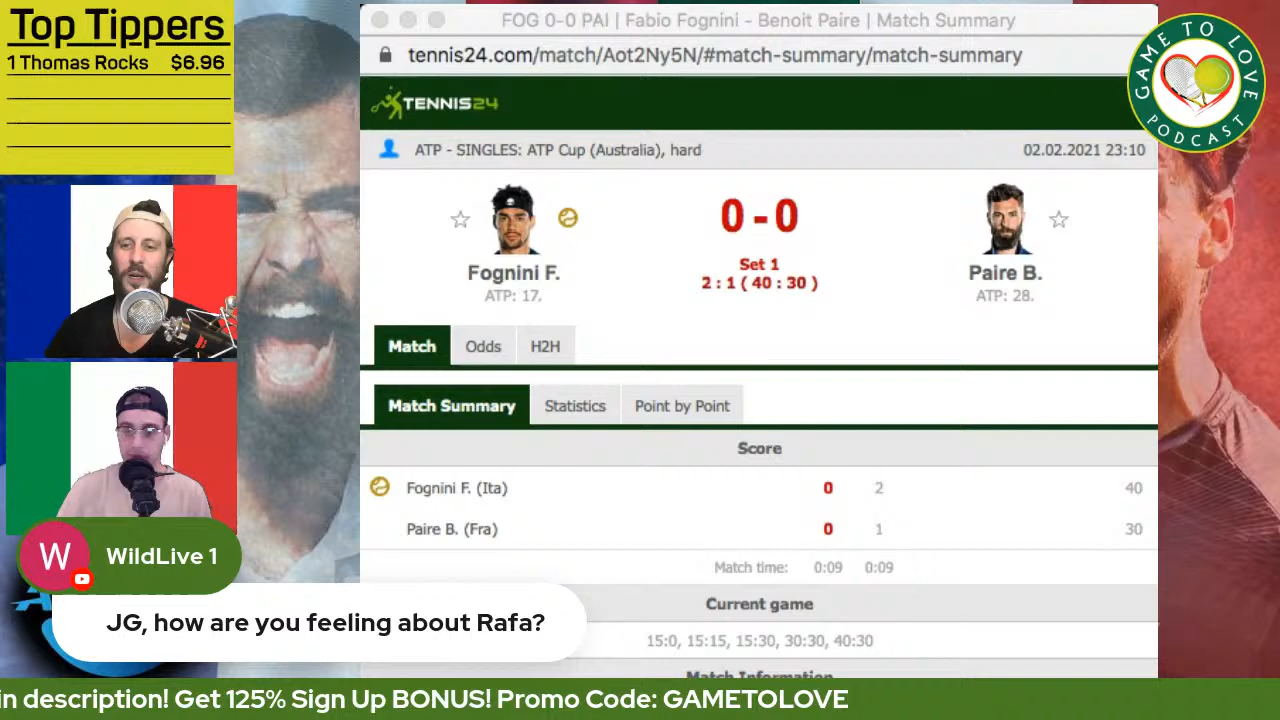 Top Tippers
1 Thomas Rocks $6.96
FOG 0-0 PAI | Fabio Fognini - Benoit Paire | Match Summary
tennis24.com/match/Aot2Ny5N/#match-summary/match-summary
TENNIS24
ATP - SINGLES: ATP Cup (Australia), hard 02.02.2021 23:10
GAME TO LOVE
PODCAST
0 - 0
Set 1
2 : 1 ( 40 : 30 )
Fognini F.
ATP: 17.
Paire B.
ATP: 28.
Match Odds H2H
Match Summary Statistics Point by Point
Score
Fognini F. (Ita) 0 2 40
Paire B. (Fra) 0 1 30
Match time: 0:09 0:09
Current game
15:0, 15:15, 15:30, 30:30, 40:30
Match Information
W WildLive 1
JG, how are you feeling about Rafa?
in description! Get 125% Sign Up BONUS! Promo Code: GAMETOLOVE